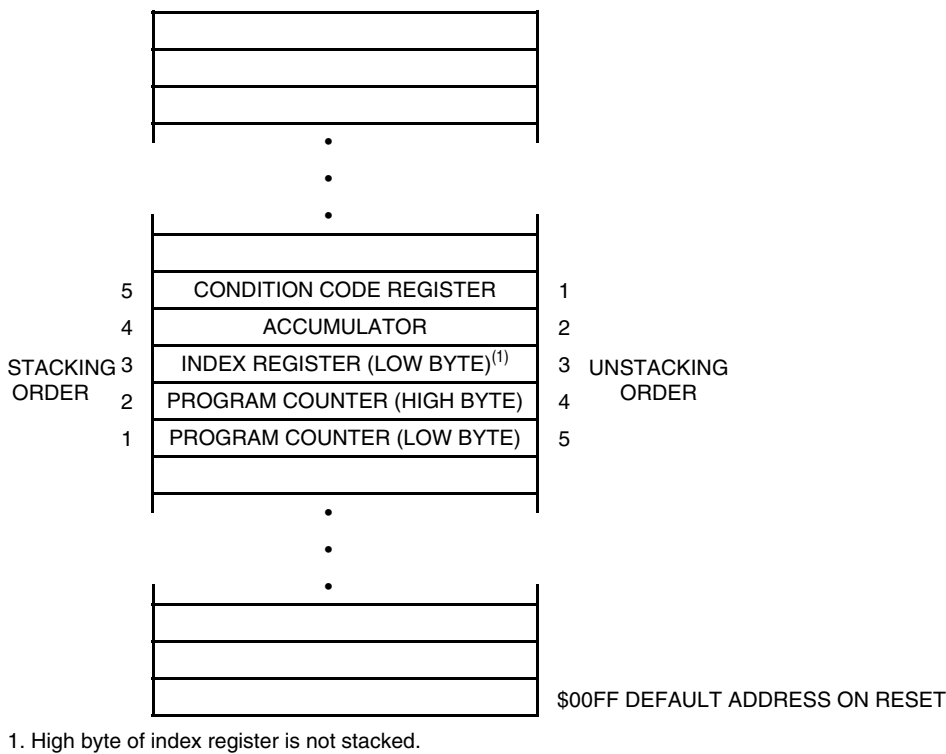 5 CONDITION CODE REGISTER 1
4 ACCUMULATOR 2
STACKING ORDER 3 INDEX REGISTER (LOW BYTE)(1) 3 UNSTACKING ORDER
2 PROGRAM COUNTER (HIGH BYTE) 4
1 PROGRAM COUNTER (LOW BYTE) 5
$00FF DEFAULT ADDRESS ON RESET
1. High byte of index register is not stacked.